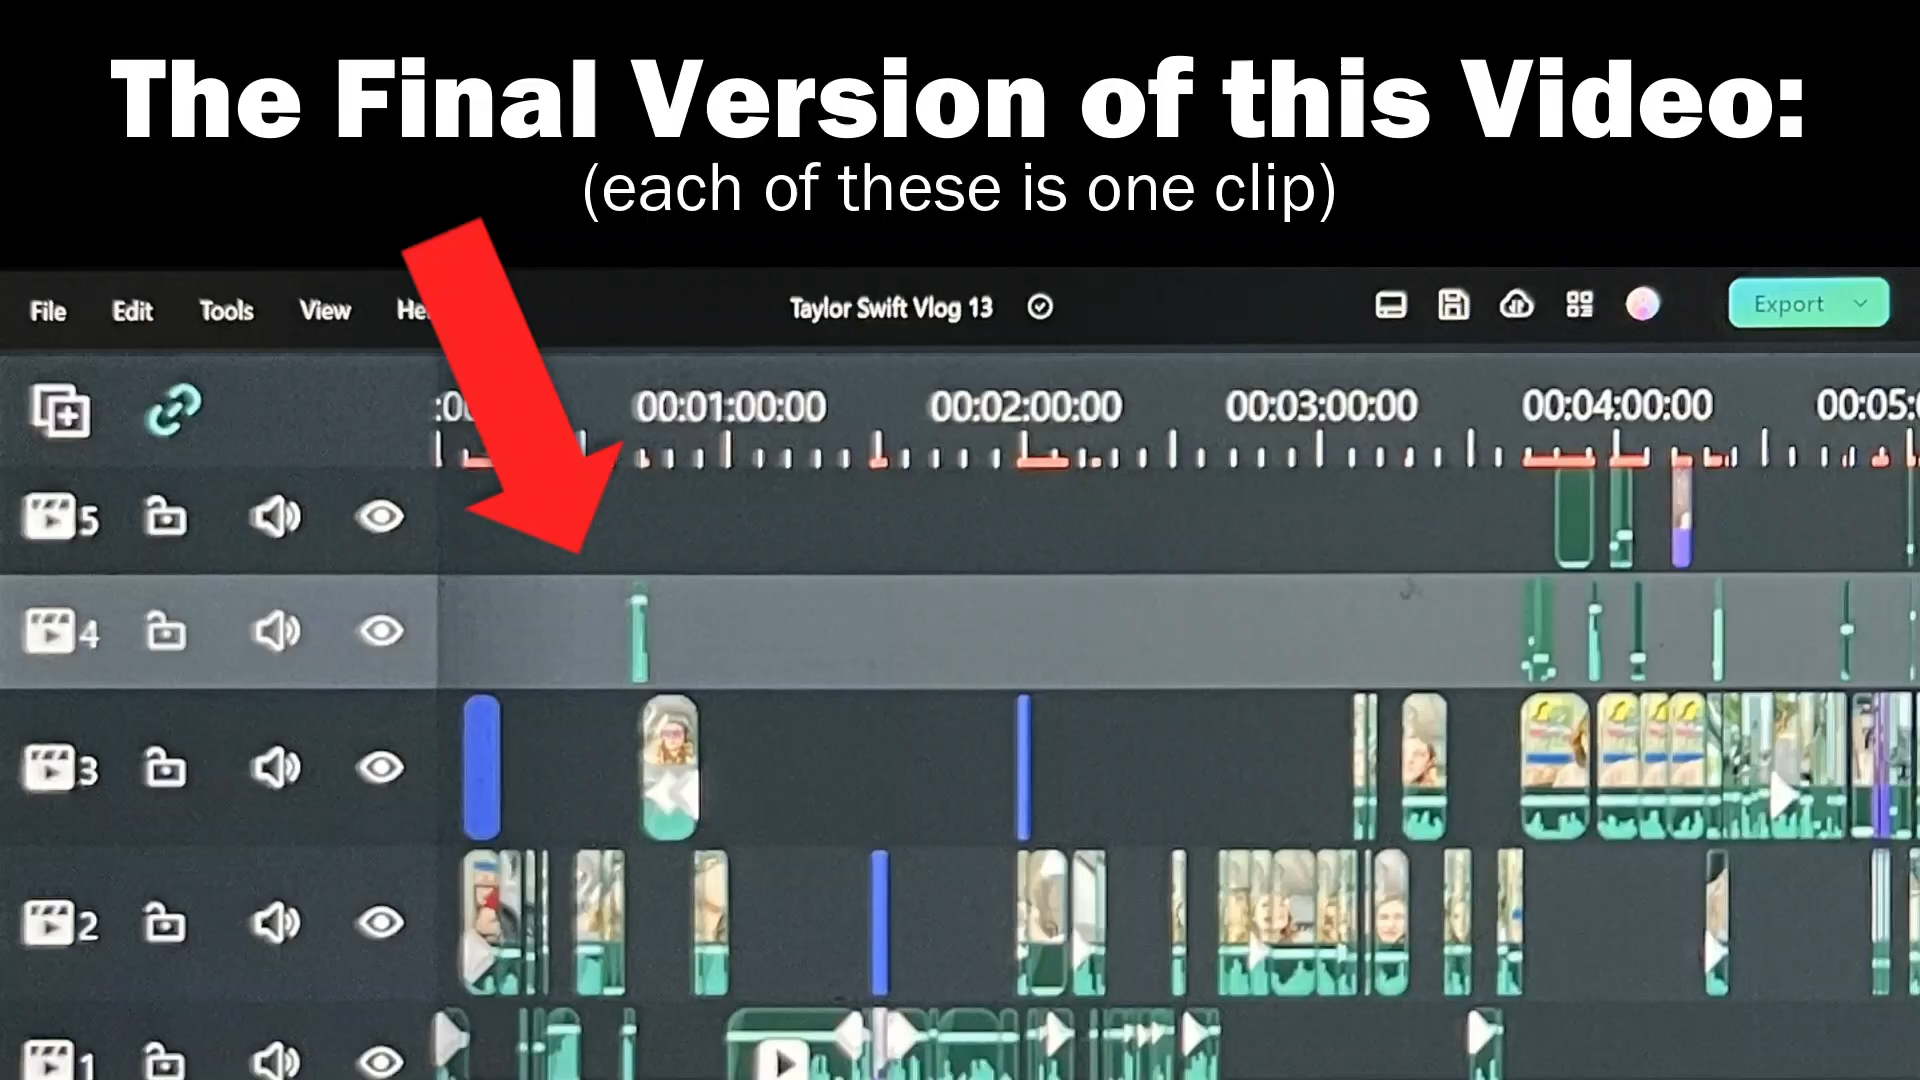 The Final Version of this Video:
(each of these is one clip)
File Edit Tools View He
Taylor Swift Vlog 13
Export
:00 00:01:00:00 00:02:00:00 00:03:00:00 00:04:00:00 00:05:0
5
4
3
2
1